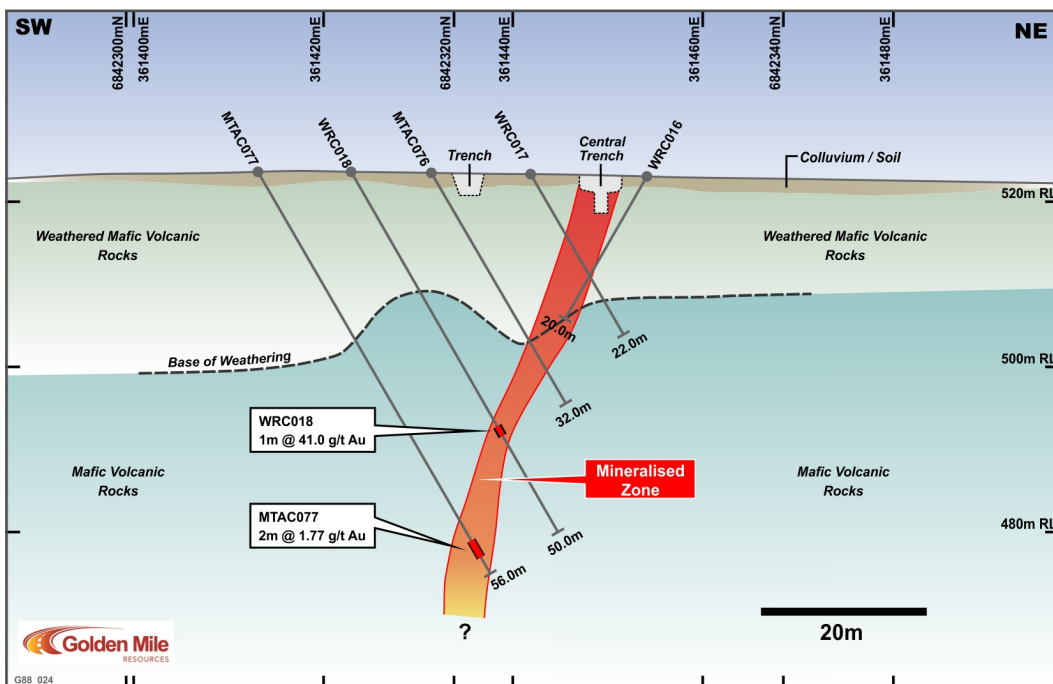 SW
NE
6842300mN
361400mE
361420mE
6842320mN
361440mE
361460mE
6842340mN
361480mE
MTAC077
WRC018
MTAC076
WRC017
WRC016
Trench
Central
Trench
Colluvium / Soil
520m RL
Weathered Mafic Volcanic
Rocks
Weathered Mafic Volcanic
Rocks
20.0m
22.0m
Base of Weathering
500m RL
32.0m
WRC018
1m @ 41.0 g/t Au
Mafic Volcanic
Rocks
Mineralised
Zone
Mafic Volcanic
Rocks
MTAC077
2m @ 1.77 g/t Au
50.0m
480m RL
56.0m
?
20m
Golden Mile
RESOURCES
G88_024